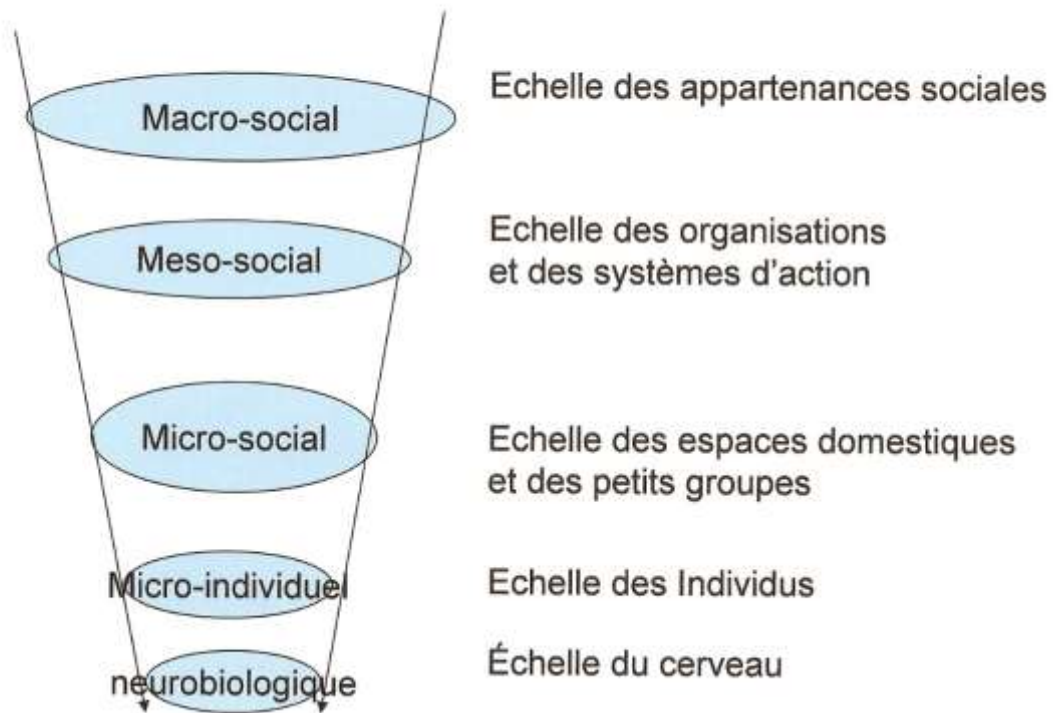 Macro-social
Echelle des appartenances sociales
Meso-social
Echelle des organisations
et des systèmes d'action
Micro-social
Echelle des espaces domestiques
et des petits groupes
Micro-individuel
Echelle des Individus
neurobiologique
Échelle du cerveau